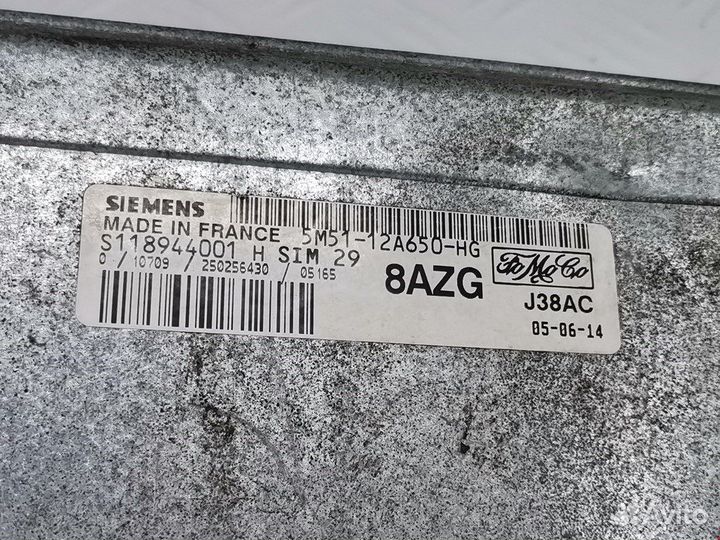 SIEMENS
MADE IN FRANCE 5M51-12A650-HG
S118944001 H SIM 29
0 / 10709 / 250256430 / 05165
8AZG
FoMoCo
J38AC
05-06-14
Avito